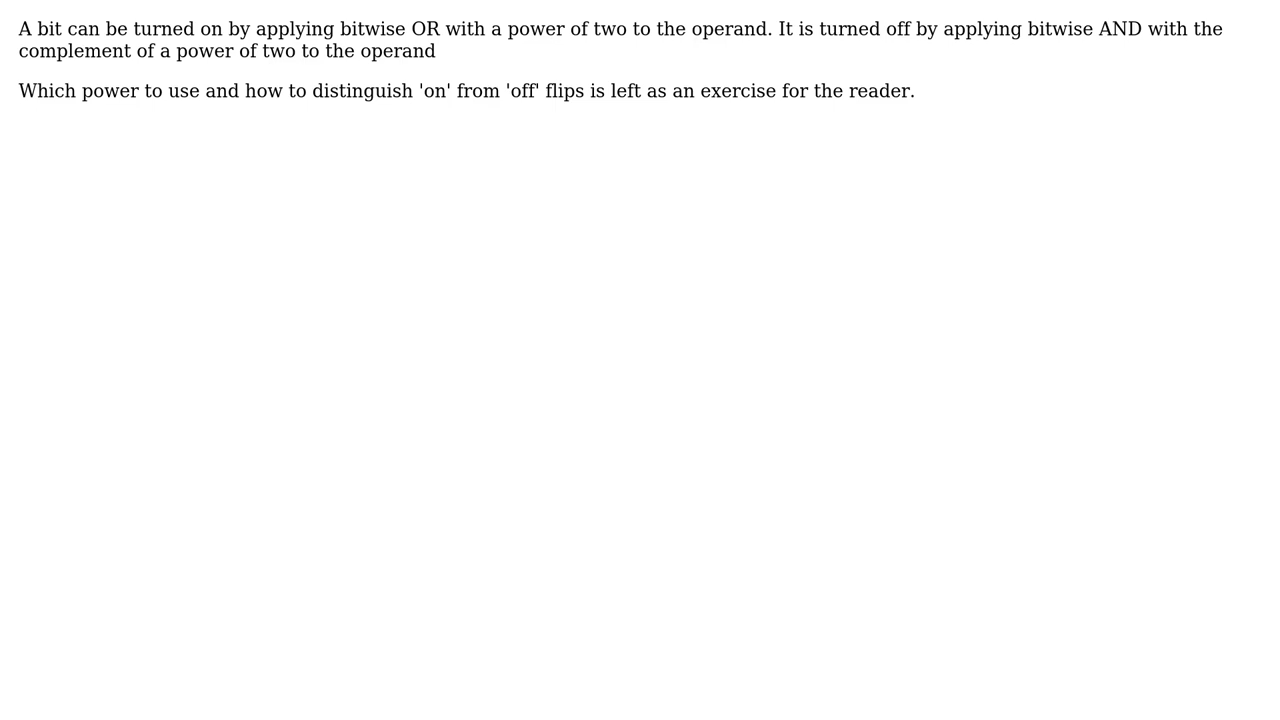 A bit can be turned on by applying bitwise OR with a power of two to the operand. It is turned off by applying bitwise AND with the
complement of a power of two to the operand
Which power to use and how to distinguish 'on' from 'off' flips is left as an exercise for the reader.